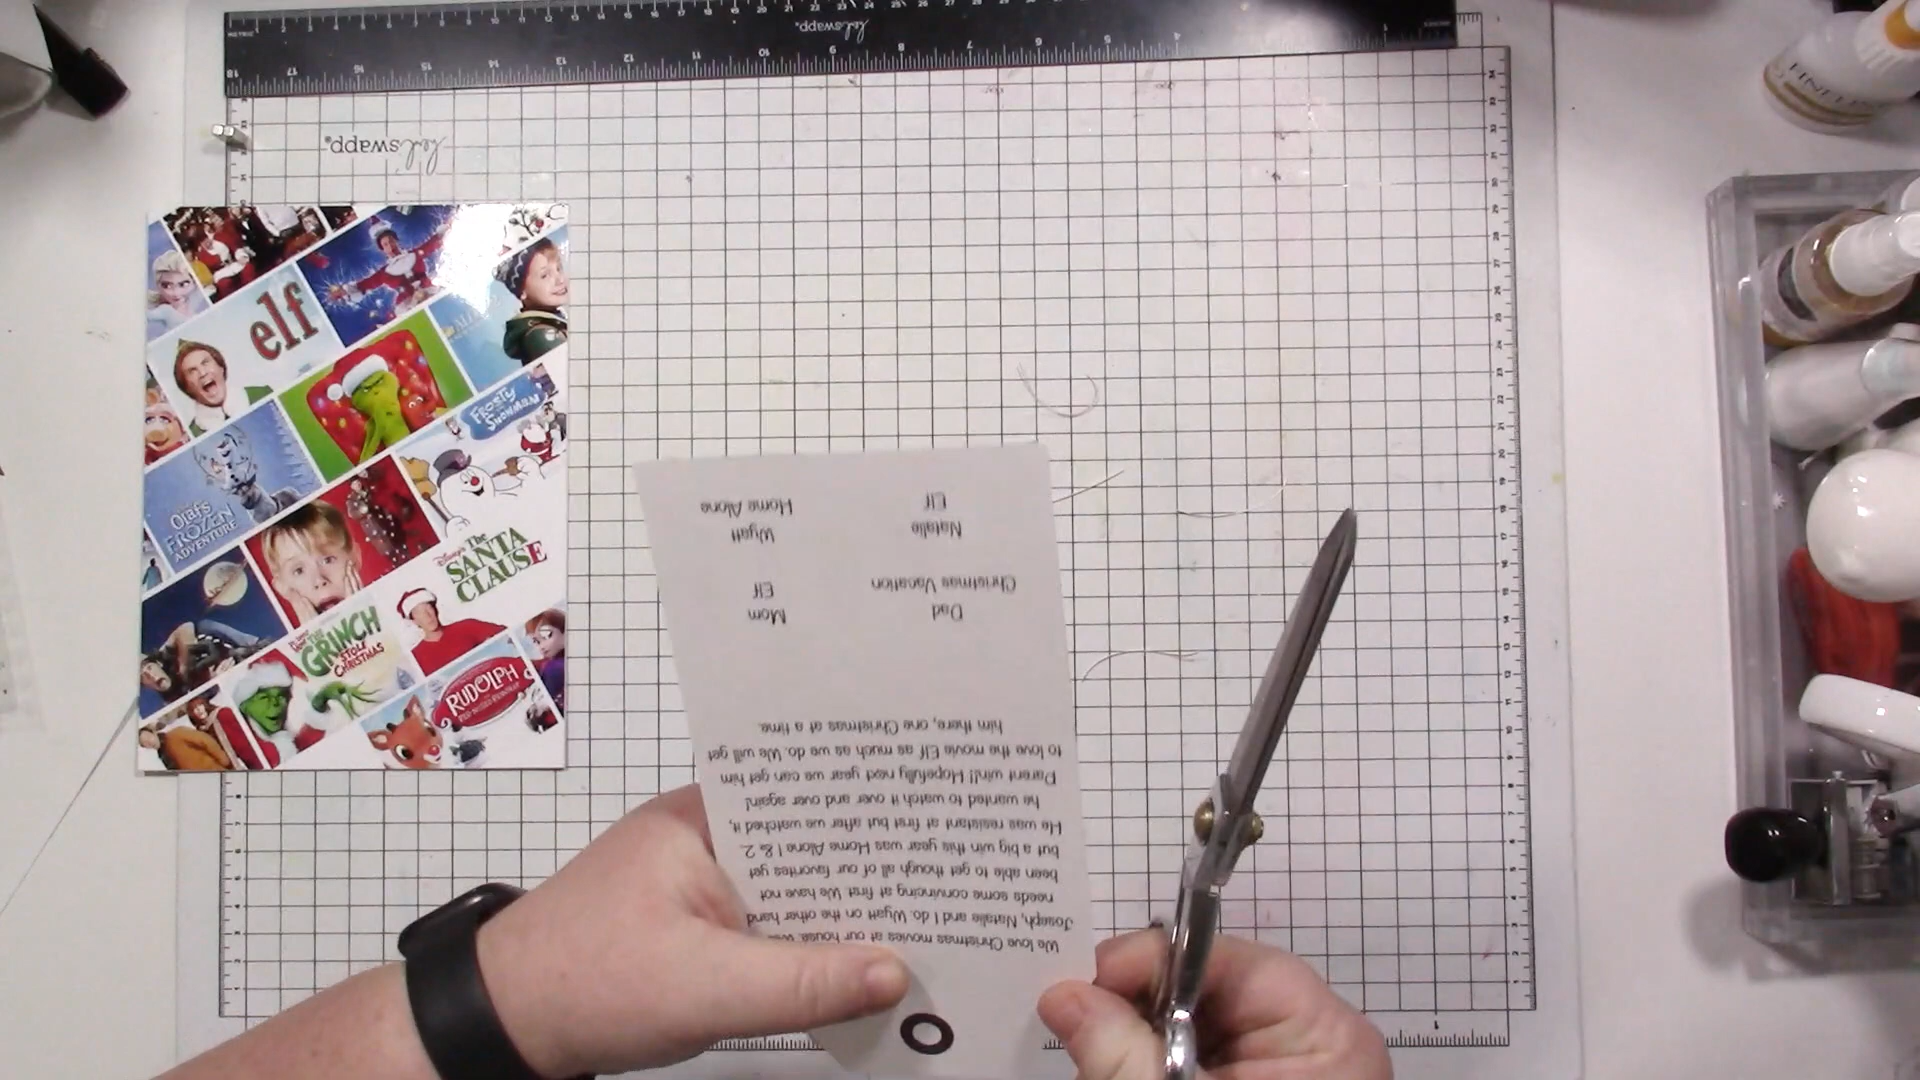 heidi swapp®
heidi swapp®
elf
FROSTY
the
SNOWMAN
Olaf's
FROZEN
ADVENTURE
Disney's The
SANTA
CLAUSE
THE
GRINCH
STOLE
CHRISTMAS
RUDOLPH
We love Christmas movies at our house.
Joseph, Natalie and I do. Wyatt on the other hand
needs some convincing at first. We have not
been able to get though all of our favorites yet
but a big win this year was Home Alone 1 & 2.
He was resistant at first but after we watched it,
he wanted to watch it over and over again!
Parent win!! Hopefully next year we can get him
to love the movie Elf as much as we do. We will get
him there, one Christmas at a time.
Dad Mom
Christmas Vacation Elf
Natalie Wyatt
Elf Home Alone